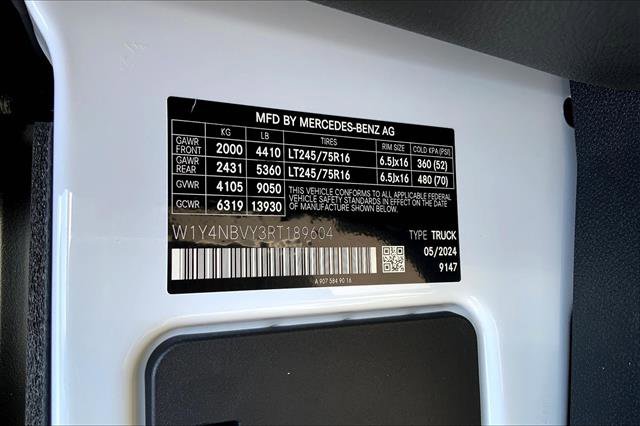 MFD BY MERCEDES-BENZ AG
KG LB TIRES RIM SIZE COLD KPA (PSI)
GAWR FRONT 2000 4410 LT245/75R16 6.5Jx16 360 (52)
GAWR REAR 2431 5360 LT245/75R16 6.5Jx16 480 (70)
GVWR 4105 9050 THIS VEHICLE CONFORMS TO ALL APPLICABLE FEDERAL
GCWR 6319 13930 VEHICLE SAFETY STANDARDS IN EFFECT ON THE
DATE OF MANUFACTURE SHOWN ABOVE.
W1Y4NBVY3RT189604
TYPE TRUCK
05/2024
9147
A 907 584 90 16